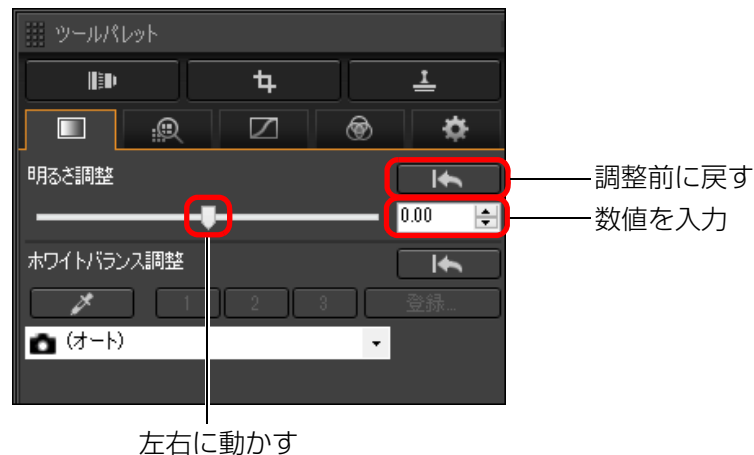 ツールパレット
明るさ調整
調整前に戻す
0.00
数値を入力
ホワイトバランス調整
1 2 3 登録...
(オート)
左右に動かす